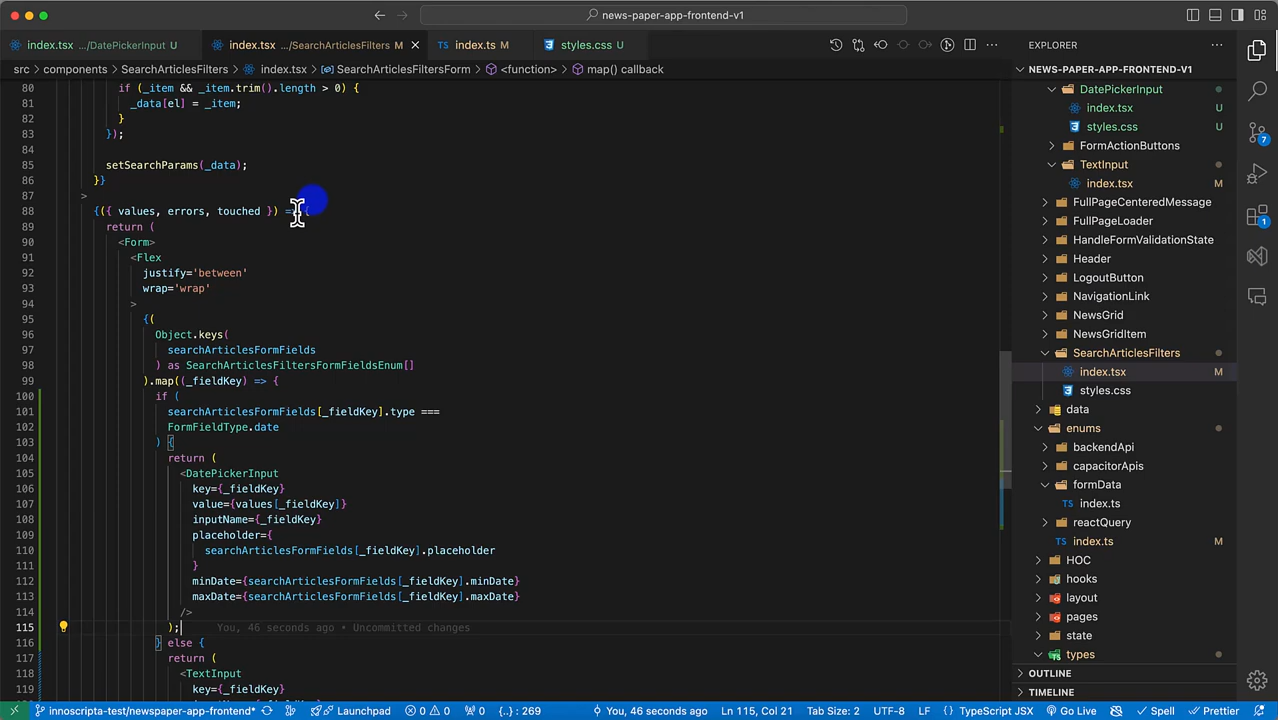 news-paper-app-frontend-v1
index.tsx .../DatePickerInput U
index.tsx .../SearchArticlesFilters M
index.ts M
styles.css U
EXPLORER
src > components > SearchArticlesFilters > index.tsx > SearchArticlesFiltersForm > <function> > map() callback
80 if (_item && _item.trim().length > 0) {
81 _data[el] = _item;
82 }
83 });
84
85 setSearchParams(_data);
86 }}
87 >
88 {({ values, errors, touched }) => {
89 return (
90 <Form>
91 <Flex
92 justify='between'
93 wrap='wrap'
94 >
95 {(
96 Object.keys(
97 searchArticlesFormFields
98 ) as SearchArticlesFiltersFormFieldsEnum[]
99 ).map((_fieldKey) => {
100 if (
101 searchArticlesFormFields[_fieldKey].type ===
102 FormFieldType.date
103 ) {
104 return (
105 <DatePickerInput
106 key={_fieldKey}
107 value={values[_fieldKey]}
108 inputName={_fieldKey}
109 placeholder={
110 searchArticlesFormFields[_fieldKey].placeholder
111 }
112 minDate={searchArticlesFormFields[_fieldKey].minDate}
113 maxDate={searchArticlesFormFields[_fieldKey].maxDate}
114 />
115 ); You, 46 seconds ago • Uncommitted changes
116 } else {
117 return (
118 <TextInput
119 key={_fieldKey}
NEWS-PAPER-APP-FRONTEND-V1
DatePickerInput
index.tsx U
styles.css U
FormActionButtons
TextInput
index.tsx M
FullPageCenteredMessage
FullPageLoader
HandleFormValidationState
Header
LogoutButton
NavigationLink
NewsGrid
NewsGridItem
SearchArticlesFilters
index.tsx M
styles.css
data
enums
backendApi
capacitorApis
formData
index.ts
reactQuery
index.ts M
HOC
hooks
layout
pages
state
types
OUTLINE
TIMELINE
7
1
innoscripta-test/newspaper-app-frontend* Launchpad 0 0 0 : 269 You, 46 seconds ago Ln 115, Col 21 Tab Size: 2 UTF-8 LF TypeScript JSX Go Live Spell Prettier